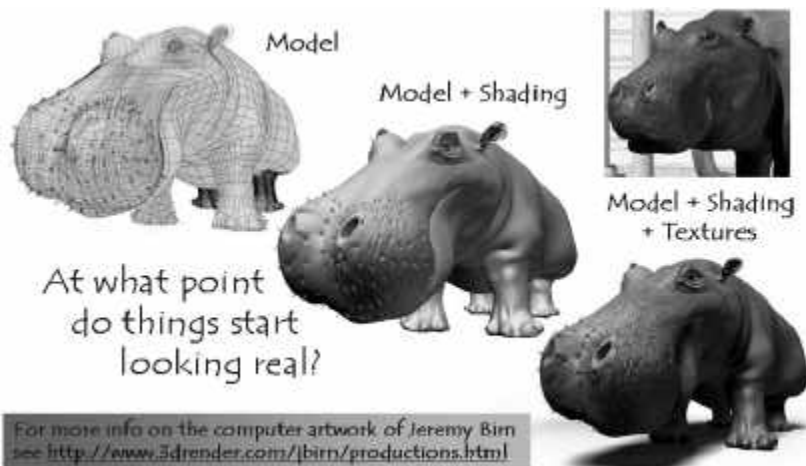 Model
Model + Shading
Model + Shading
+ Textures
At what point
do things start
looking real?
For more info on the computer artwork of Jeremy Birn
see http://www.3drender.com/jbirn/productions.html